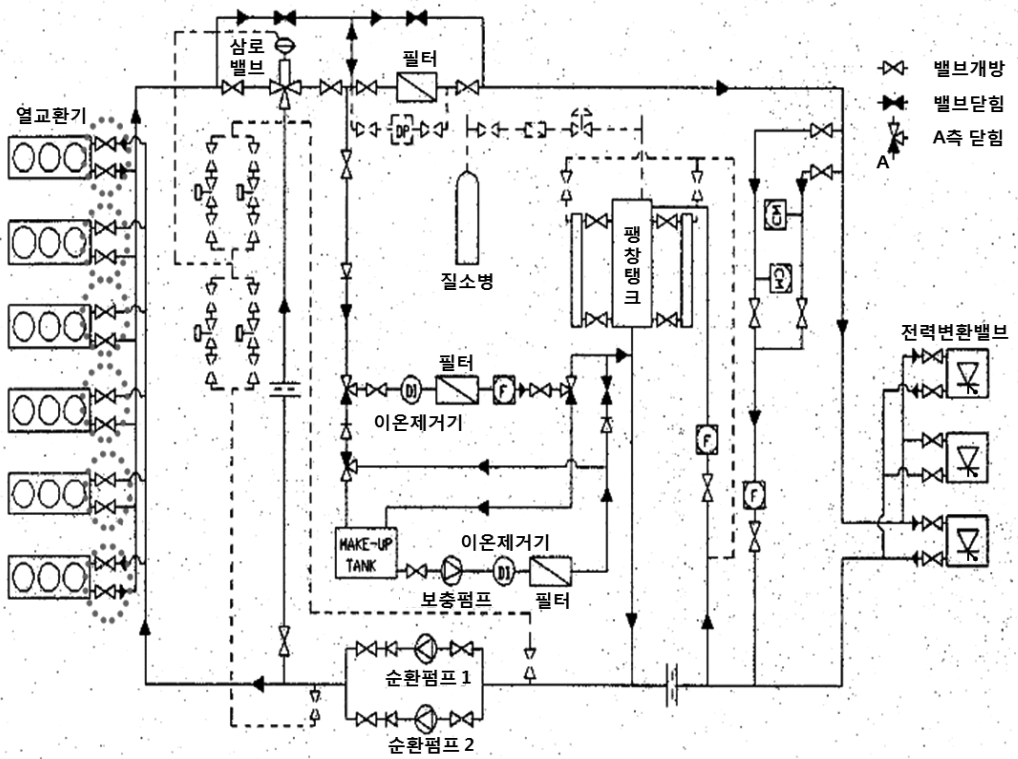 삼로
밸브
필터
밸브개방
열교환기
밸브닫힘
DP
A측 닫힘
A
팽
창
탱
크
질소병
CM
전력변환밸브
필터
DI
F
이온제거기
F
F
MAKE-UP
TANK
이온제거기
DI
보충펌프
필터
순환펌프 1
순환펌프 2